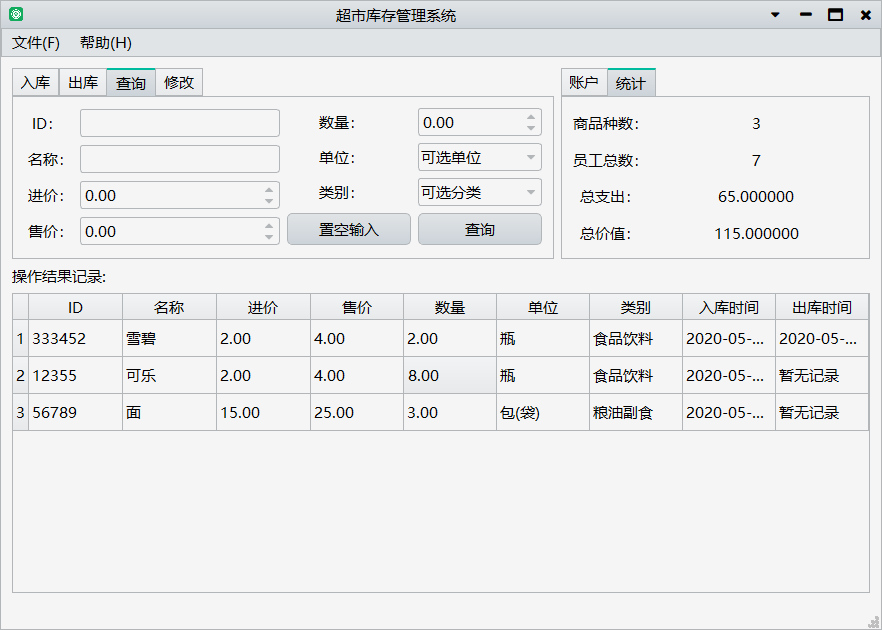 超市库存管理系统
文件(F) 帮助(H)
入库 出库 查询 修改
ID:
名称:
进价: 0.00
售价: 0.00
数量: 0.00
单位: 可选单位
类别: 可选分类
置空输入 查询
账户 统计
商品种数: 3
员工总数: 7
总支出: 65.000000
总价值: 115.000000
操作结果记录:
ID 名称 进价 售价 数量 单位 类别 入库时间 出库时间
1 333452 雪碧 2.00 4.00 2.00 瓶 食品饮料 2020-05-... 2020-05-...
2 12355 可乐 2.00 4.00 8.00 瓶 食品饮料 2020-05-... 暂无记录
3 56789 面 15.00 25.00 3.00 包(袋) 粮油副食 2020-05-... 暂无记录